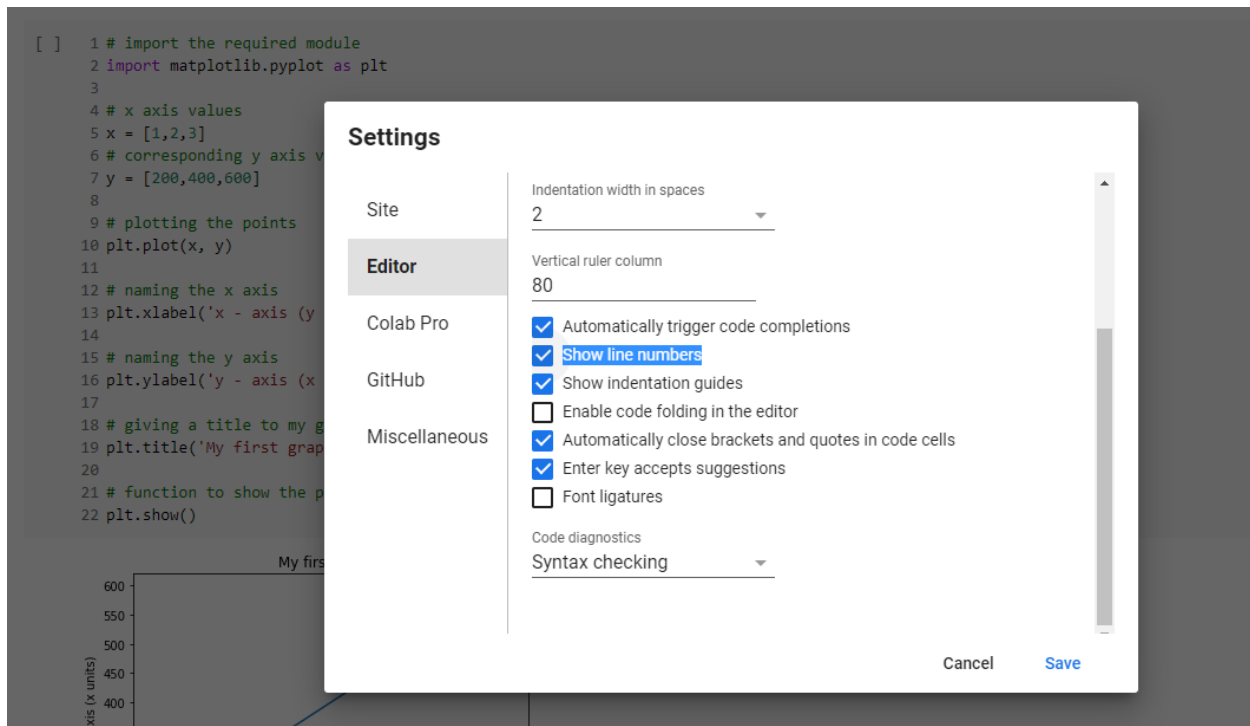 [ ] 1 # import the required module
2 import matplotlib.pyplot as plt
3
4 # x axis values
5 x = [1,2,3]
6 # corresponding y axis v
7 y = [200,400,600]
8
9 # plotting the points
10 plt.plot(x, y)
11
12 # naming the x axis
13 plt.xlabel('x - axis (y
14
15 # naming the y axis
16 plt.ylabel('y - axis (x
17
18 # giving a title to my g
19 plt.title('My first grap
20
21 # function to show the p
22 plt.show()
My firs
600
550
500
450
400
axis (x units)
Settings
Site
Editor
Colab Pro
GitHub
Miscellaneous
Indentation width in spaces
2
Vertical ruler column
80
Automatically trigger code completions
Show line numbers
Show indentation guides
Enable code folding in the editor
Automatically close brackets and quotes in code cells
Enter key accepts suggestions
Font ligatures
Code diagnostics
Syntax checking
Cancel Save